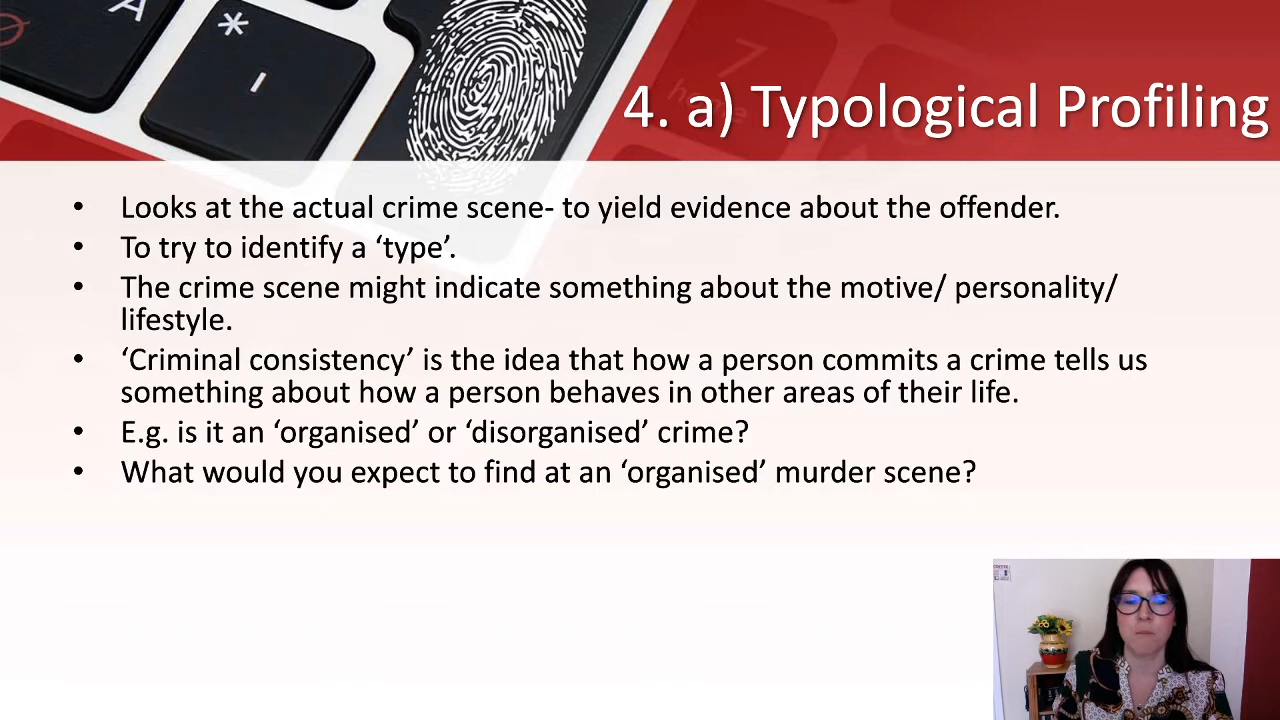 A
*
-
7
home
4. a) Typological Profiling
• Looks at the actual crime scene- to yield evidence about the offender.
• To try to identify a ‘type’.
• The crime scene might indicate something about the motive/ personality/
lifestyle.
• ‘Criminal consistency’ is the idea that how a person commits a crime tells us
something about how a person behaves in other areas of their life.
• E.g. is it an ‘organised’ or ‘disorganised’ crime?
• What would you expect to find at an ‘organised’ murder scene?